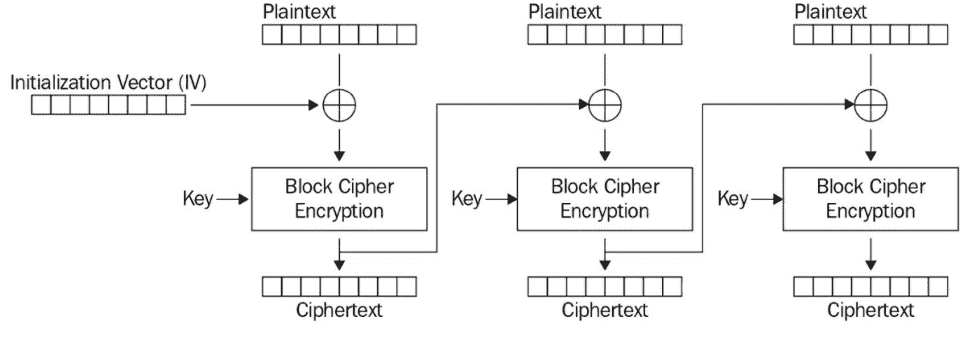 Plaintext
Plaintext
Plaintext
Initialization Vector (IV)
Key
Block Cipher
Encryption
Key
Block Cipher
Encryption
Key
Block Cipher
Encryption
Ciphertext
Ciphertext
Ciphertext